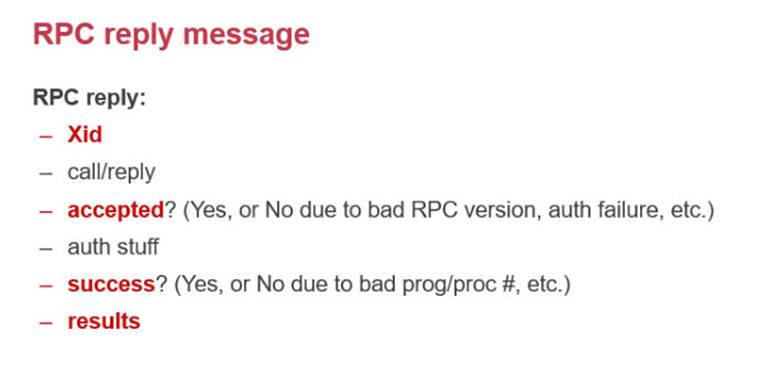 RPC reply message
RPC reply:
– Xid
– call/reply
– accepted? (Yes, or No due to bad RPC version, auth failure, etc.)
– auth stuff
– success? (Yes, or No due to bad prog/proc #, etc.)
– results